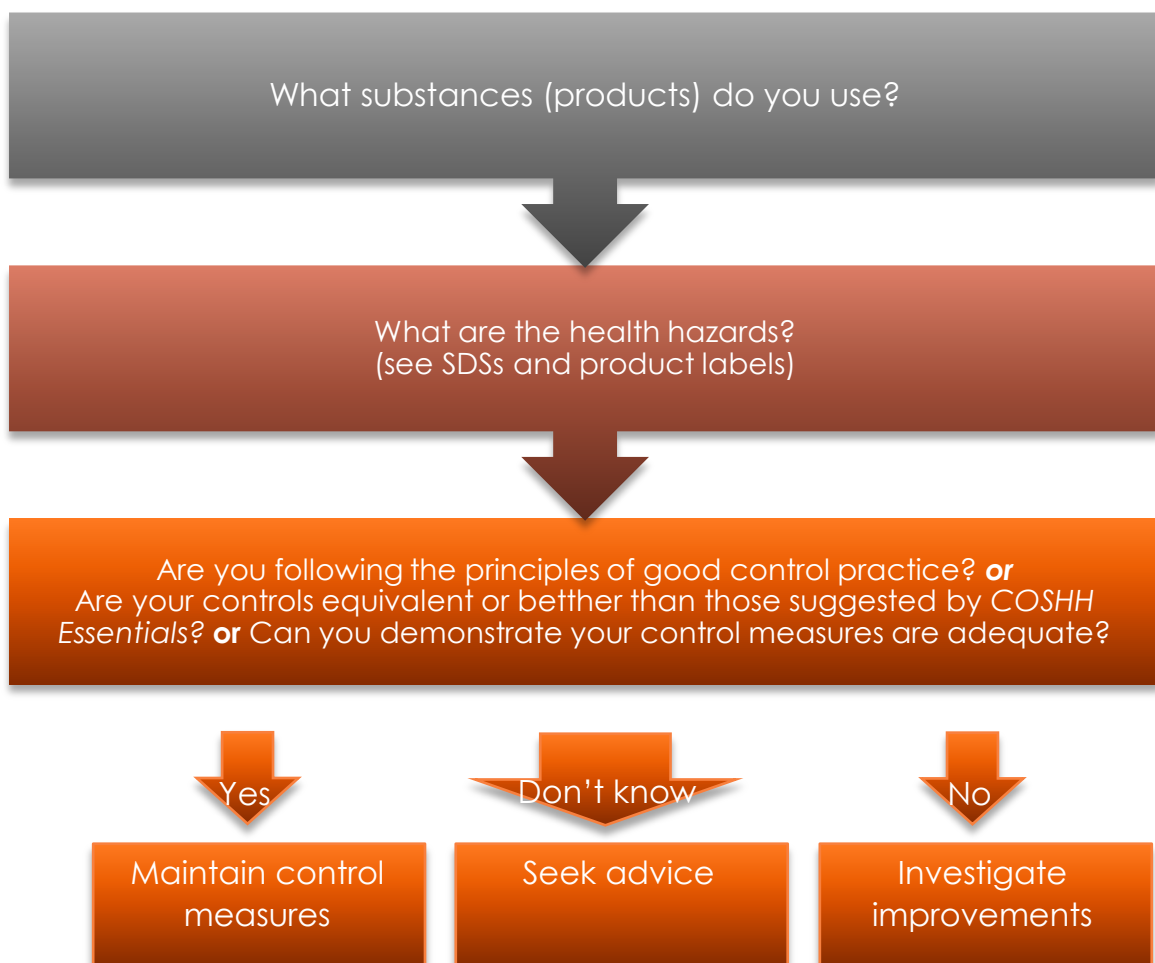 What substances (products) do you use?
What are the health hazards?
(see SDSs and product labels)
Are you following the principles of good control practice? or
Are your controls equivalent or betther than those suggested by COSHH
Essentials? or Can you demonstrate your control measures are adequate?
Yes
Don't know
No
Maintain control
measures
Seek advice
Investigate
improvements